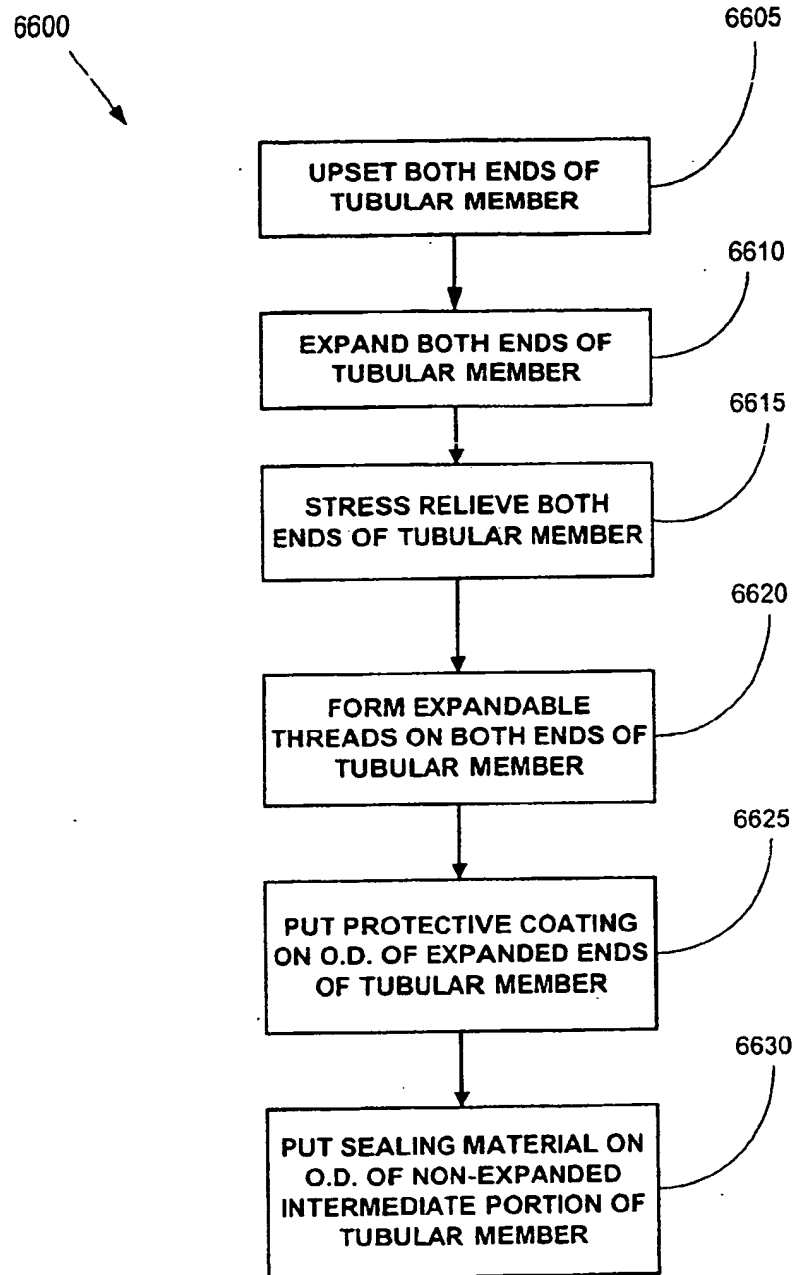 6600
6605
UPSET BOTH ENDS OF
TUBULAR MEMBER
6610
EXPAND BOTH ENDS OF
TUBULAR MEMBER
6615
STRESS RELIEVE BOTH
ENDS OF TUBULAR MEMBER
6620
FORM EXPANDABLE
THREADS ON BOTH ENDS OF
TUBULAR MEMBER
6625
PUT PROTECTIVE COATING
ON O.D. OF EXPANDED ENDS
OF TUBULAR MEMBER
6630
PUT SEALING MATERIAL ON
O.D. OF NON-EXPANDED
INTERMEDIATE PORTION OF
TUBULAR MEMBER